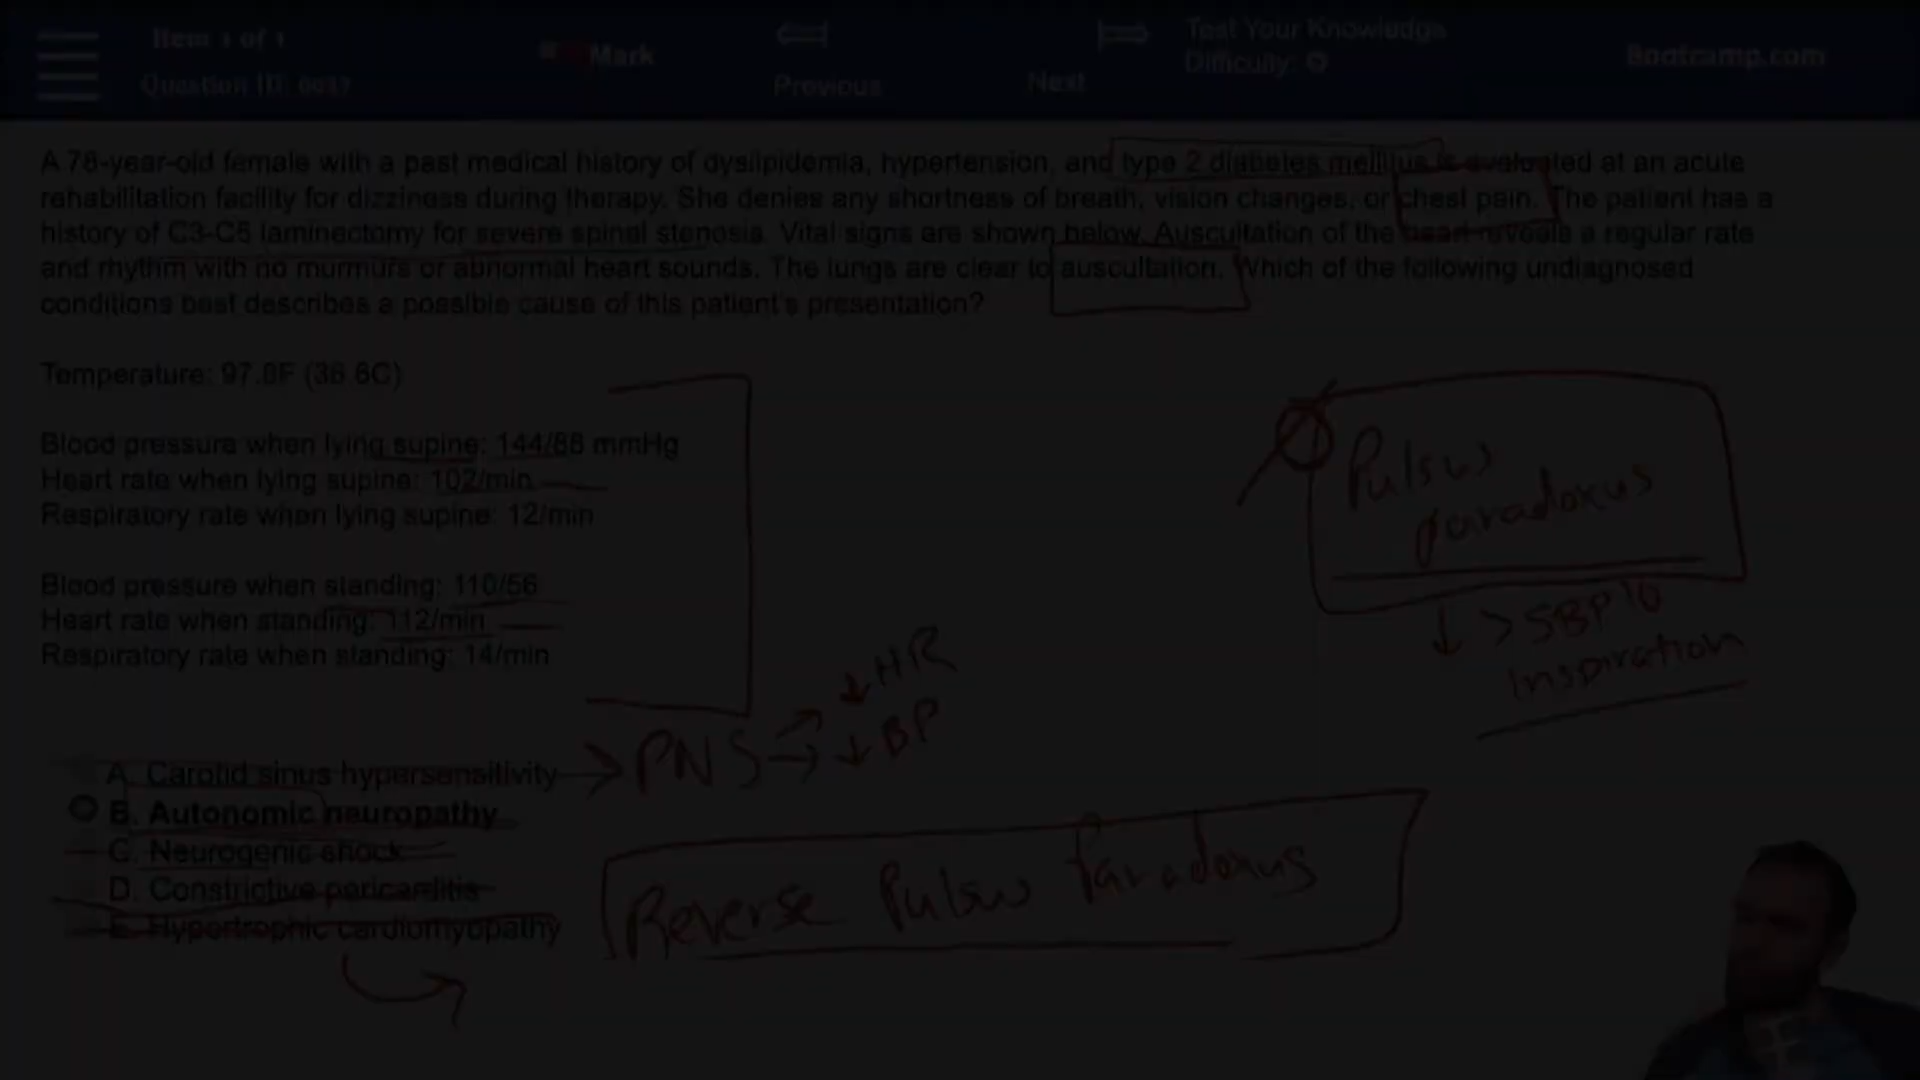 Item 1 of 1
Mark
Test Your Knowledge
Difficulty:
Bootcamp.com
Question ID: 0037
Previous
Next
A 78-year-old female with a past medical history of dyslipidemia, hypertension, and type 2 diabetes mellitus is evaluated at an acute
rehabilitation facility for dizziness during therapy. She denies any shortness of breath, vision changes, or chest pain. The patient has a
history of C3-C5 laminectomy for severe spinal stenosis. Vital signs are shown below. Auscultation of the heart reveals a regular rate
and rhythm with no murmurs or abnormal heart sounds. The lungs are clear to auscultation. Which of the following undiagnosed
conditions best describes a possible cause of this patient's presentation?
Temperature: (36.6C)
Blood pressure when lying supine: 144/88 mmHg
Heart rate when lying supine: 102/min
Respiratory rate when lying supine: 12/min
Blood pressure when standing: 110/56
Heart rate when standing: 112/min
Respiratory rate when standing: 14/min
A. Carotid sinus hypersensitivity
B. Autonomic neuropathy
C. Neurogenic shock
D. Constrictive pericarditis
E. Hypertrophic cardiomyopathy
→ PNS → ↓HR
→ ↓BP
Pulsus
paradoxus
↓ > SBP 10
Inspiration
Reverse Pulsus Paradoxus